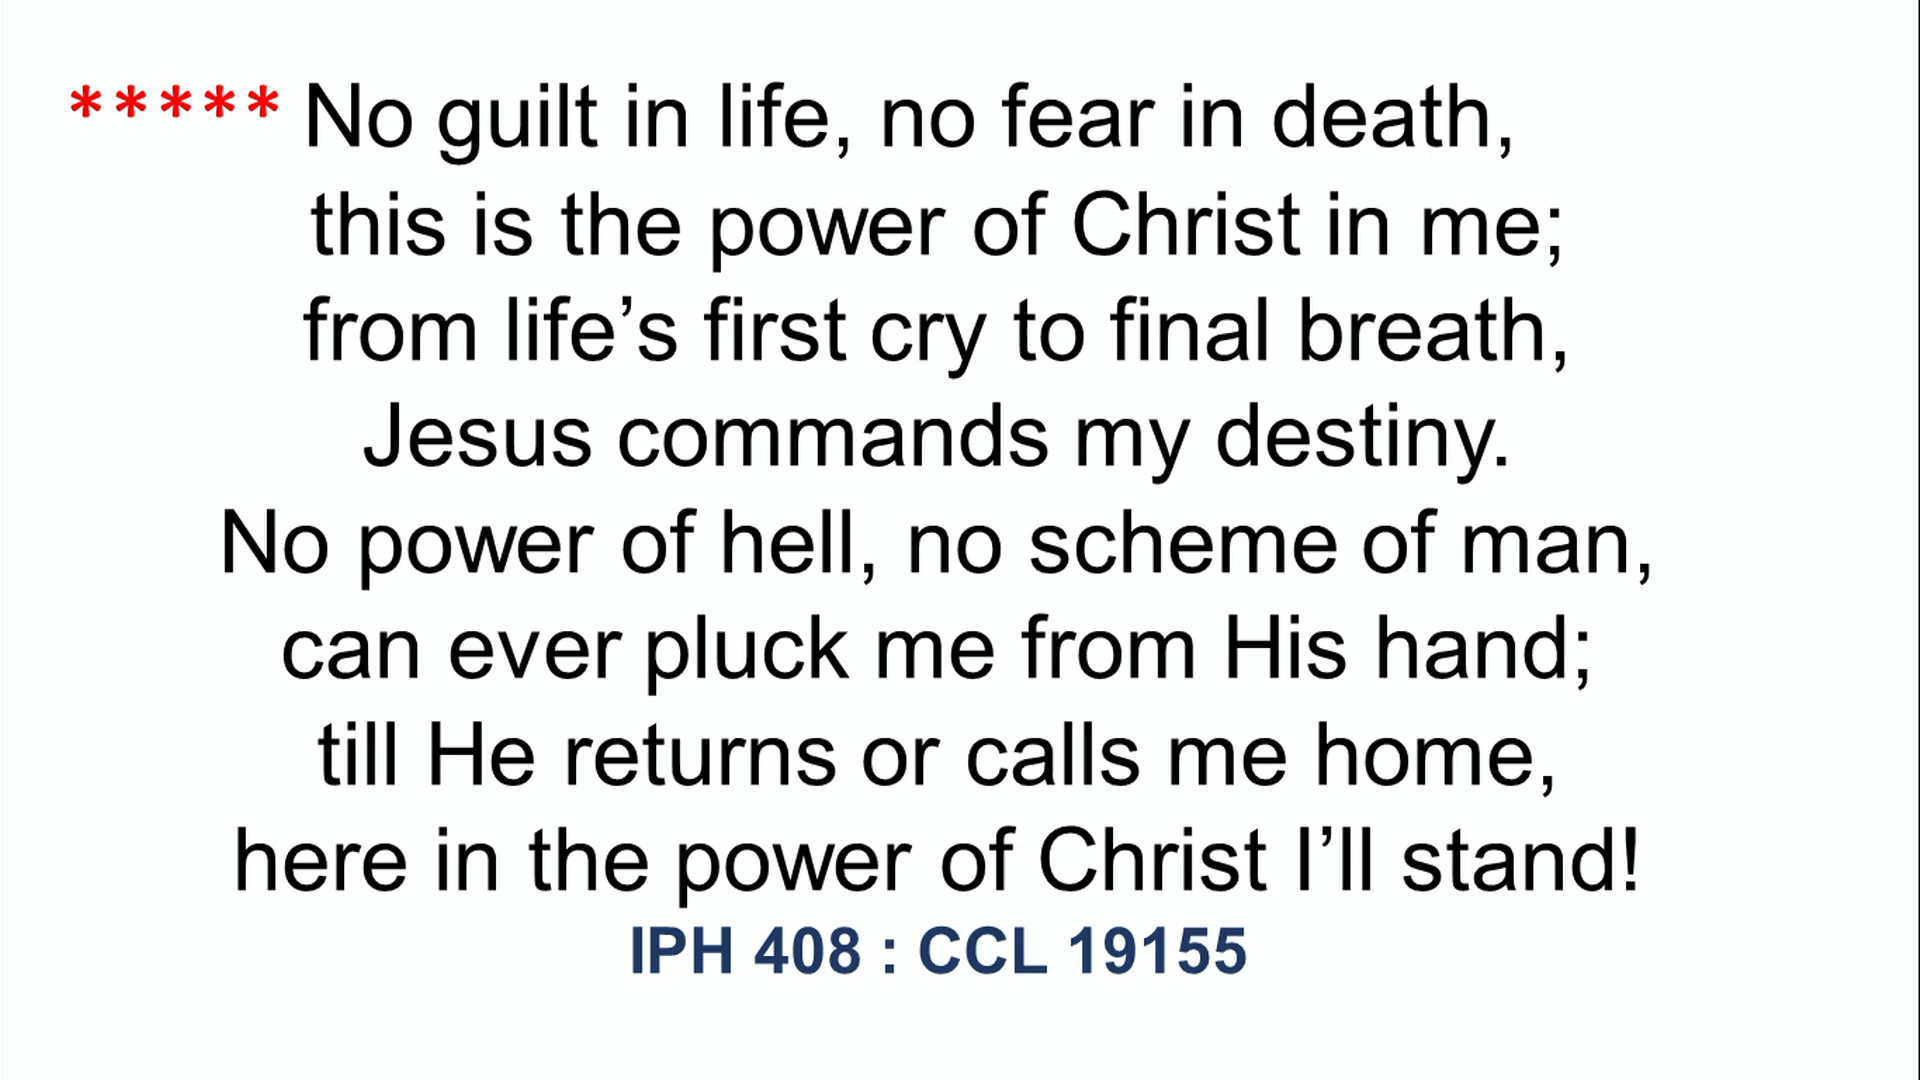 ***** No guilt in life, no fear in death,
this is the power of Christ in me;
from life’s first cry to final breath,
Jesus commands my destiny.
No power of hell, no scheme of man,
can ever pluck me from His hand;
till He returns or calls me home,
here in the power of Christ I’ll stand!
IPH 408 : CCL 19155